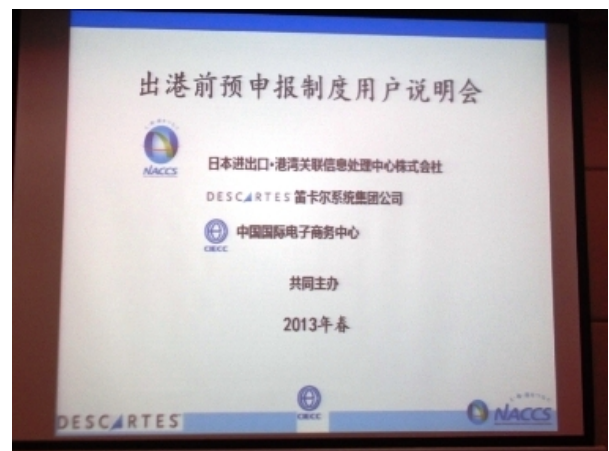 出港前预申报制度用户说明会
NACCS
日本进出口•港湾关联信息处理中心株式会社
DESCARTES 笛卡尔系统集团公司
CIECC
中国国际电子商务中心
共同主办
2013年春
DESCARTES
CIECC
NACCS